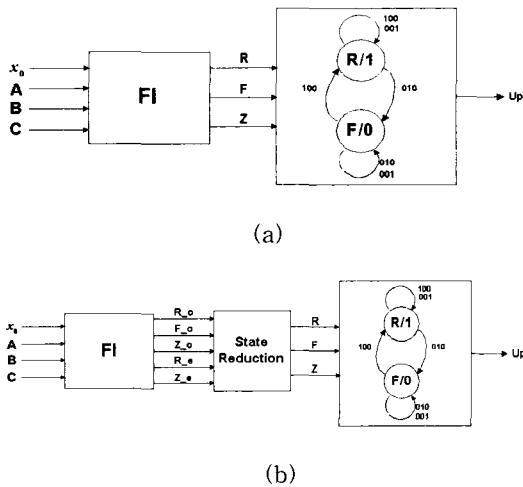 x₀
A
B
C
FI
R
F
Z
100
001
R/1
100
010
F/0
010
001
Up
(a)
xₐ
A
B
C
FI
R_o
F_o
Z_o
R_e
Z_e
State
Reduction
R
F
Z
100
001
R/1
100
010
F/0
010
001
Up
(b)